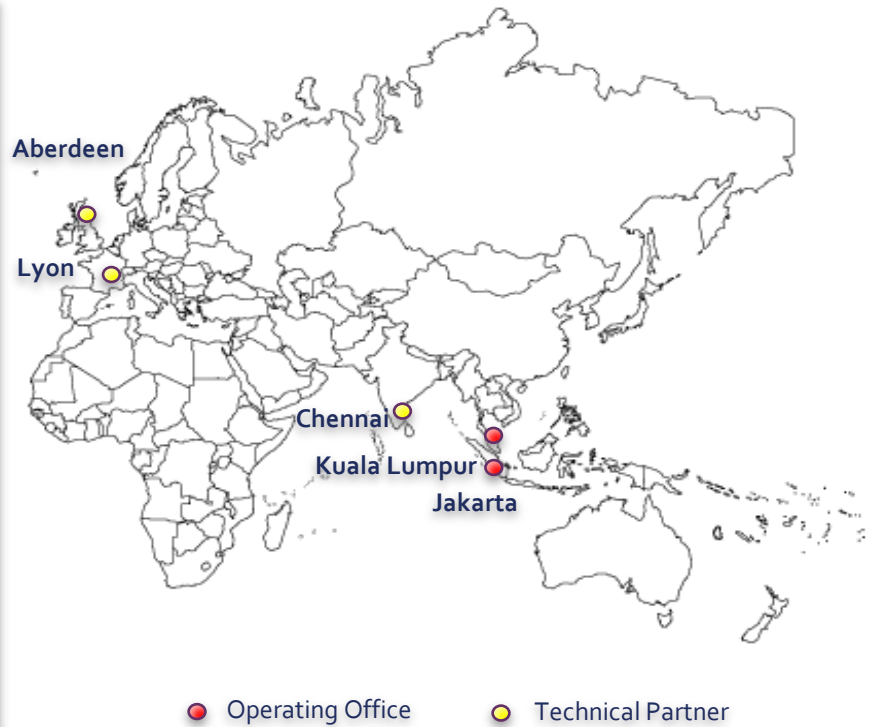 Aberdeen
Lyon
Chennai
Kuala Lumpur
Jakarta
Operating Office
Technical Partner